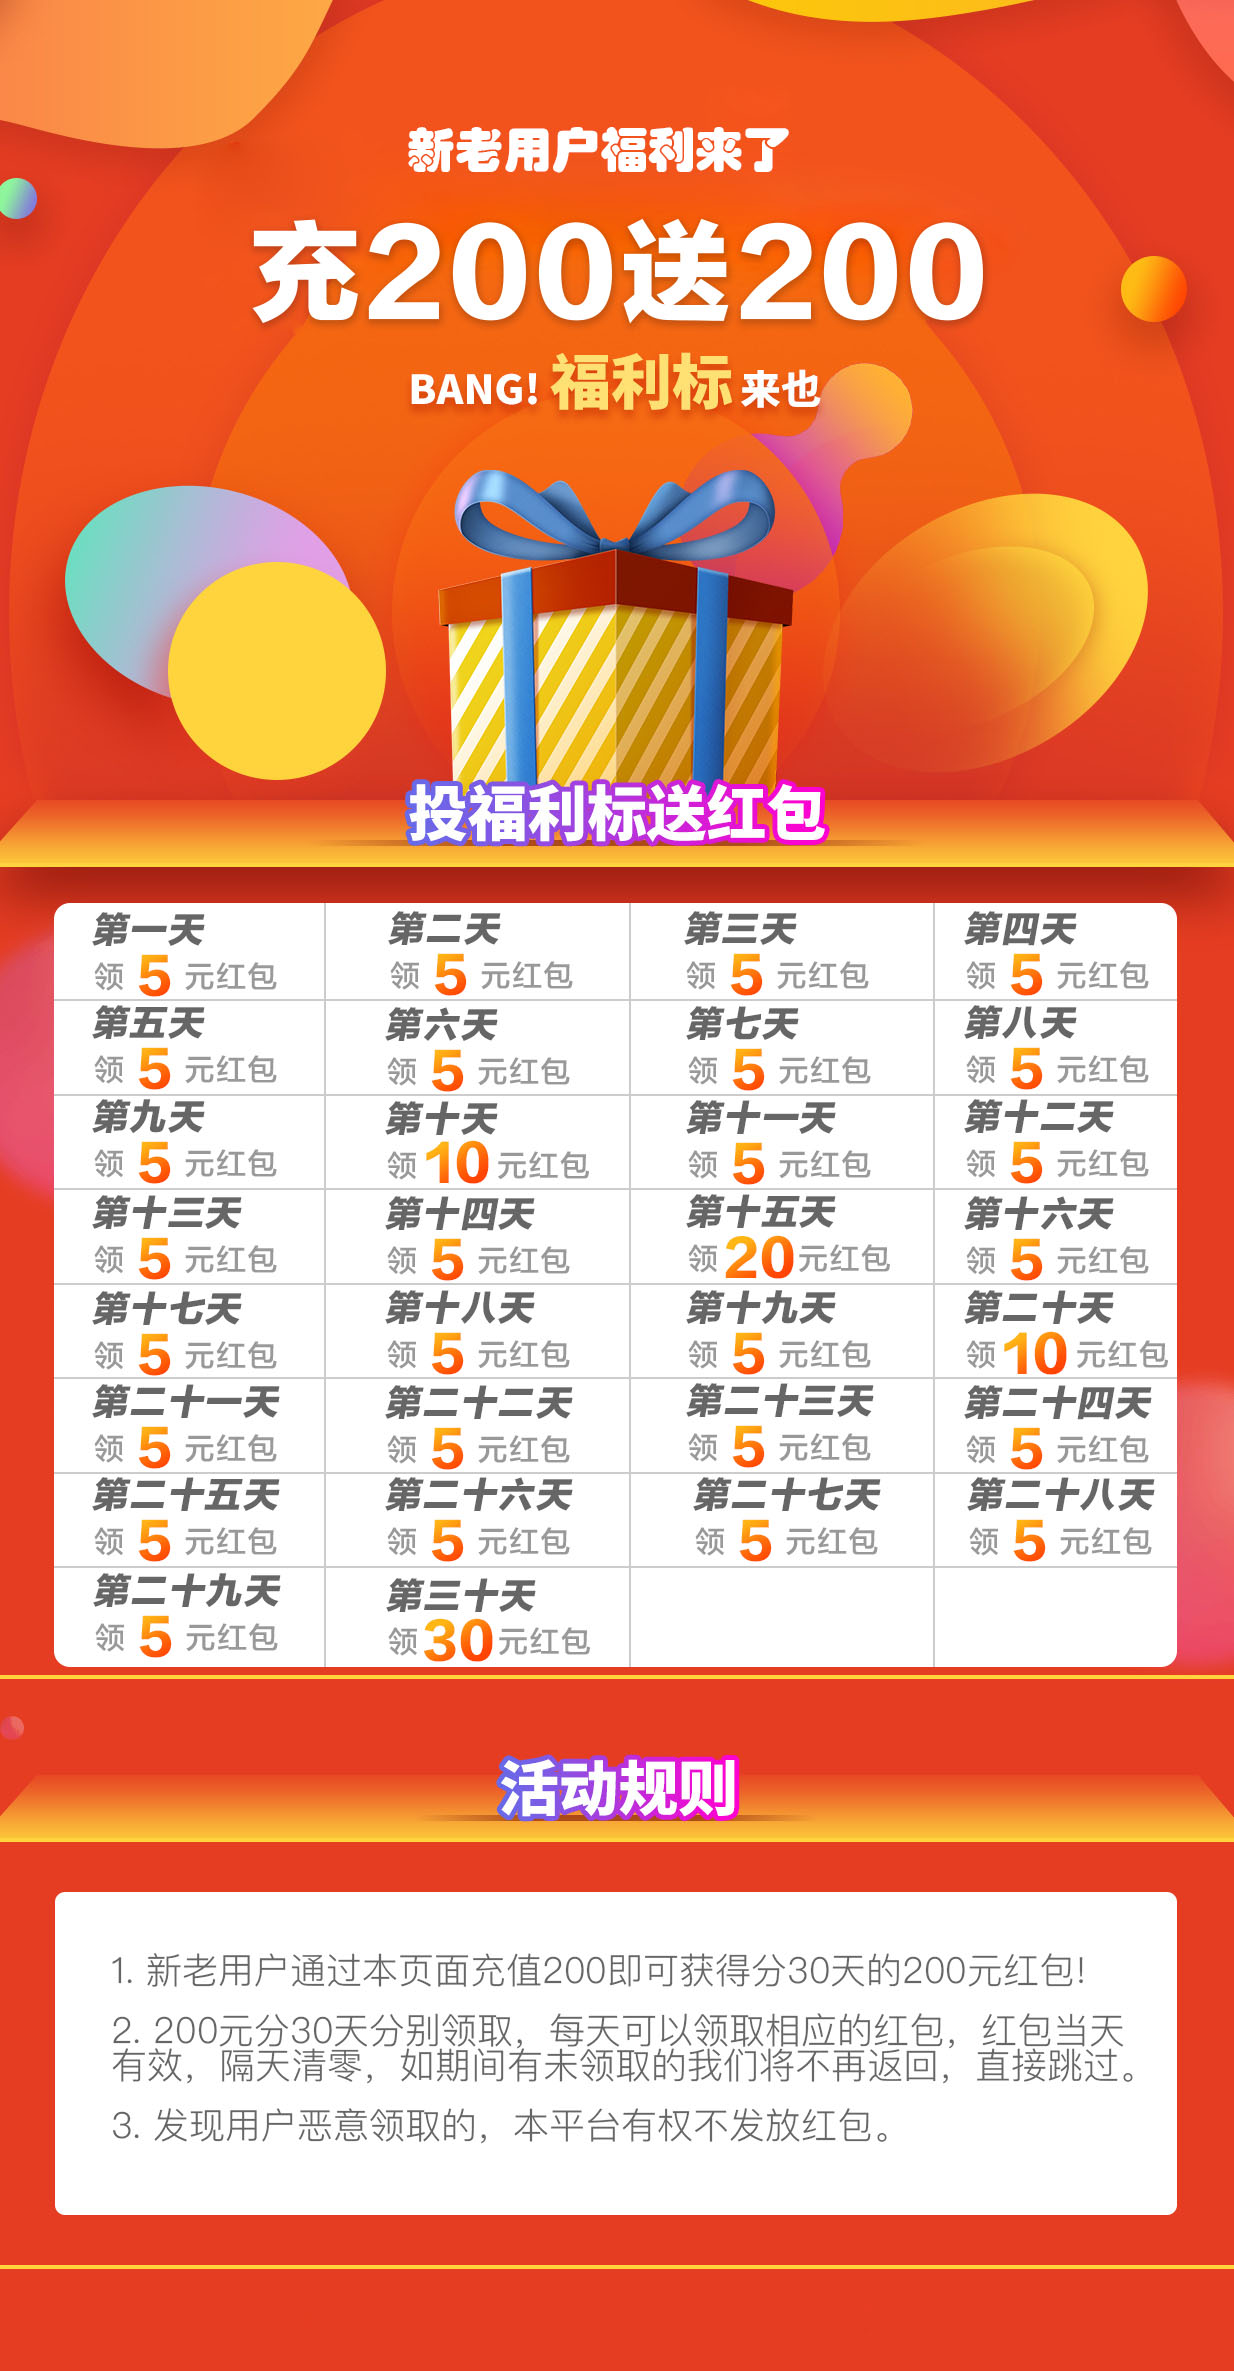 新老用户福利来了
充200送200
BANG! 福利标 来也
投福利标送红包
第一天 第二天 第三天 第四天
领 5 元红包 领 5 元红包 领 5 元红包 领 5 元红包
第五天 第六天 第七天 第八天
领 5 元红包 领 5 元红包 领 5 元红包 领 5 元红包
第九天 第十天 第十一天 第十二天
领 5 元红包 领 10 元红包 领 5 元红包 领 5 元红包
第十三天 第十四天 第十五天 第十六天
领 5 元红包 领 5 元红包 领 20 元红包 领 5 元红包
第十七天 第十八天 第十九天 第二十天
领 5 元红包 领 5 元红包 领 5 元红包 领 10 元红包
第二十一天 第二十二天 第二十三天 第二十四天
领 5 元红包 领 5 元红包 领 5 元红包 领 5 元红包
第二十五天 第二十六天 第二十七天 第二十八天
领 5 元红包 领 5 元红包 领 5 元红包 领 5 元红包
第二十九天 第三十天
领 5 元红包 领 30 元红包
活动规则
1. 新老用户通过本页面充值200即可获得分30天的200元红包!
2. 200元分30天分别领取，每天可以领取相应的红包，红包当天
有效，隔天清零，如期间有未领取的我们将不再返回，直接跳过。
3. 发现用户恶意领取的，本平台有权不发放红包。